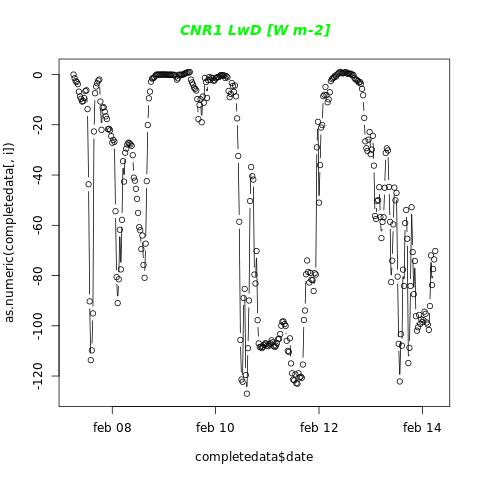 CNR1 LwD [W m-2]
as.numeric(completedata[, i])
0
-20
-40
-60
-80
-100
-120
feb 08
feb 10
feb 12
feb 14
completedata$date